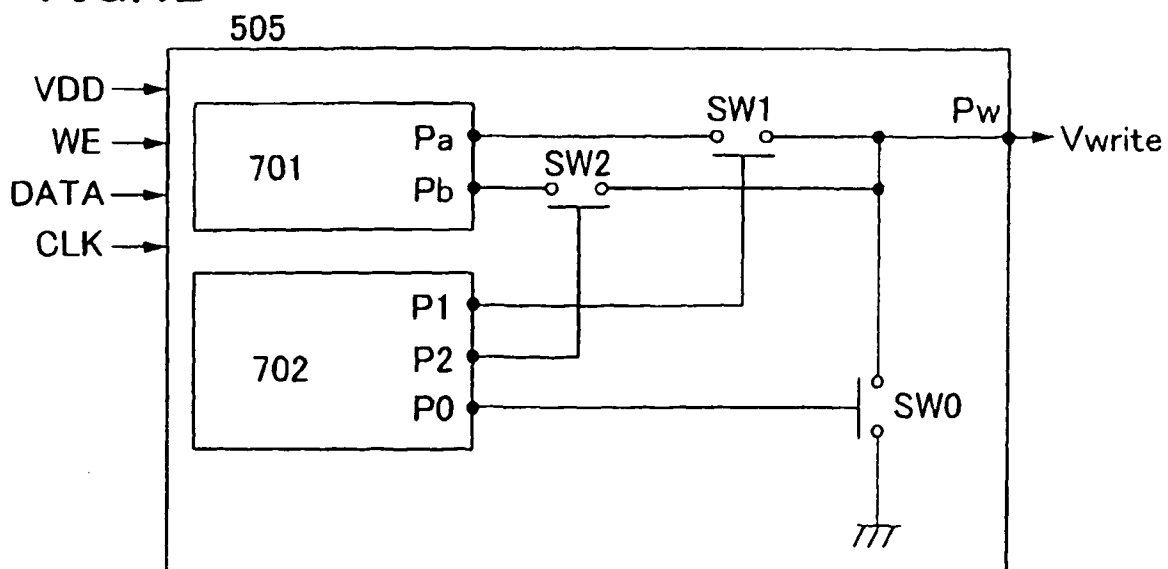 505
VDD
WE
DATA
CLK
701
Pa
Pb
SW1
SW2
Pw
Vwrite
702
P1
P2
P0
SW0